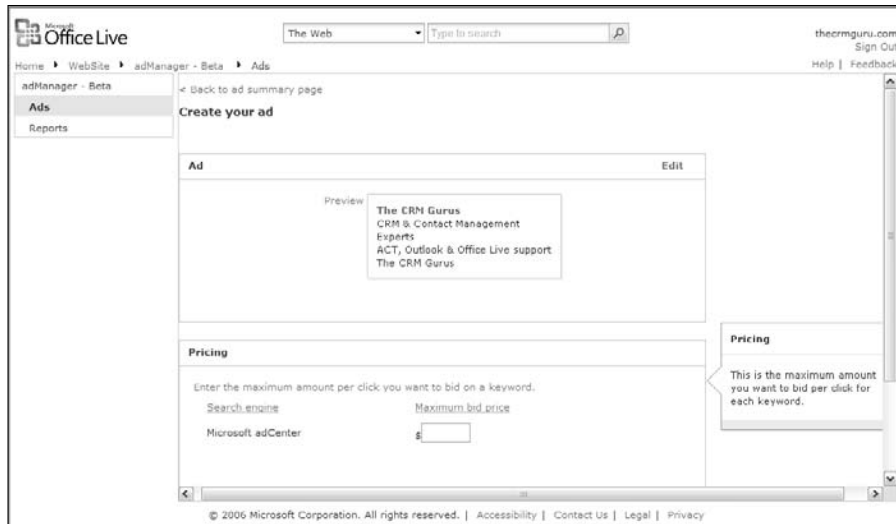 Microsoft
Office Live
The Web
Type to search
thecrmguru.com
Sign Out
Home WebSite adManager - Beta Ads
Help | Feedback
adManager - Beta
Ads
Reports
< Back to ad summary page
Create your ad
Ad
Edit
Preview
The CRM Gurus
CRM & Contact Management
Experts
ACT, Outlook & Office Live support
The CRM Gurus
Pricing
Enter the maximum amount per click you want to bid on a keyword.
Search engine Maximum bid price
Microsoft adCenter $
Pricing
This is the maximum amount
you want to bid per click for
each keyword.
© 2006 Microsoft Corporation. All rights reserved. | Accessibility | Contact Us | Legal | Privacy